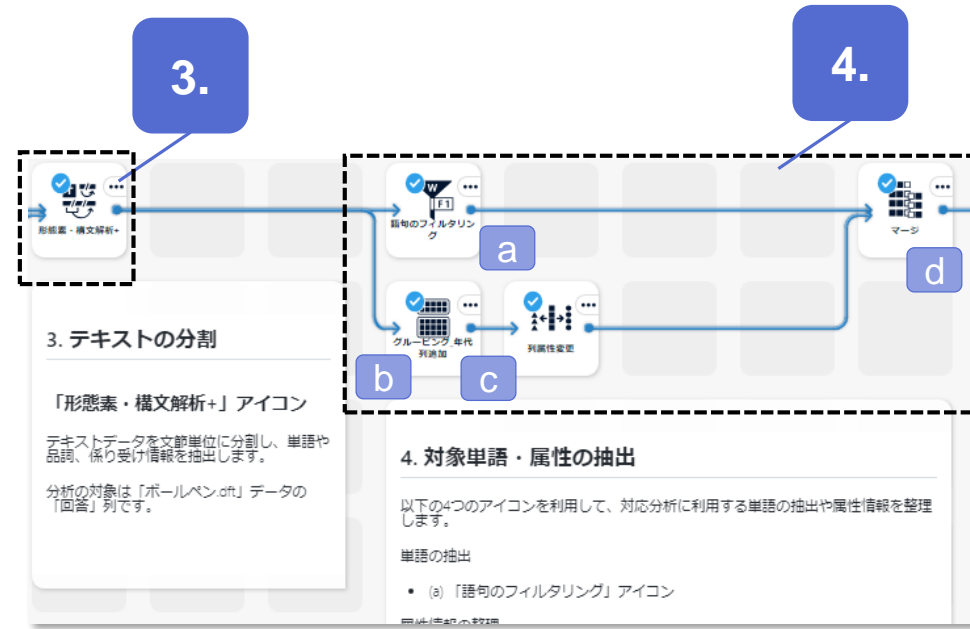 3.
4.
形態素・構文解析+
W
F1
語句のフィルタリン
グ
マージ
a
d
グルーピング_年代
列追加
列属性変更
b
c
3. テキストの分割
「形態素・構文解析+」アイコン
テキストデータを文節単位に分割し、単語や
品詞、係り受け情報を抽出します。
分析の対象は「ボールペン.dft」データの
「回答」列です。
4. 対象単語・属性の抽出
以下の4つのアイコンを利用して、対応分析に利用する単語の抽出や属性情報を整理
します。
単語の抽出
• (a) 「語句のフィルタリング」アイコン
属性情報の整理